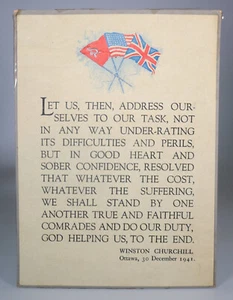 LET US, THEN, ADDRESS OUR-
SELVES TO OUR TASK, NOT
IN ANY WAY UNDER-RATING
ITS DIFFICULTIES AND PERILS,
BUT IN GOOD HEART AND
SOBER CONFIDENCE, RESOLVED
THAT WHATEVER THE COST,
WHATEVER THE SUFFERING,
WE SHALL STAND BY ONE
ANOTHER TRUE AND FAITHFUL
COMRADES AND DO OUR DUTY,
GOD HELPING US, TO THE END.
WINSTON CHURCHILL
Ottawa, 30 December 1941.